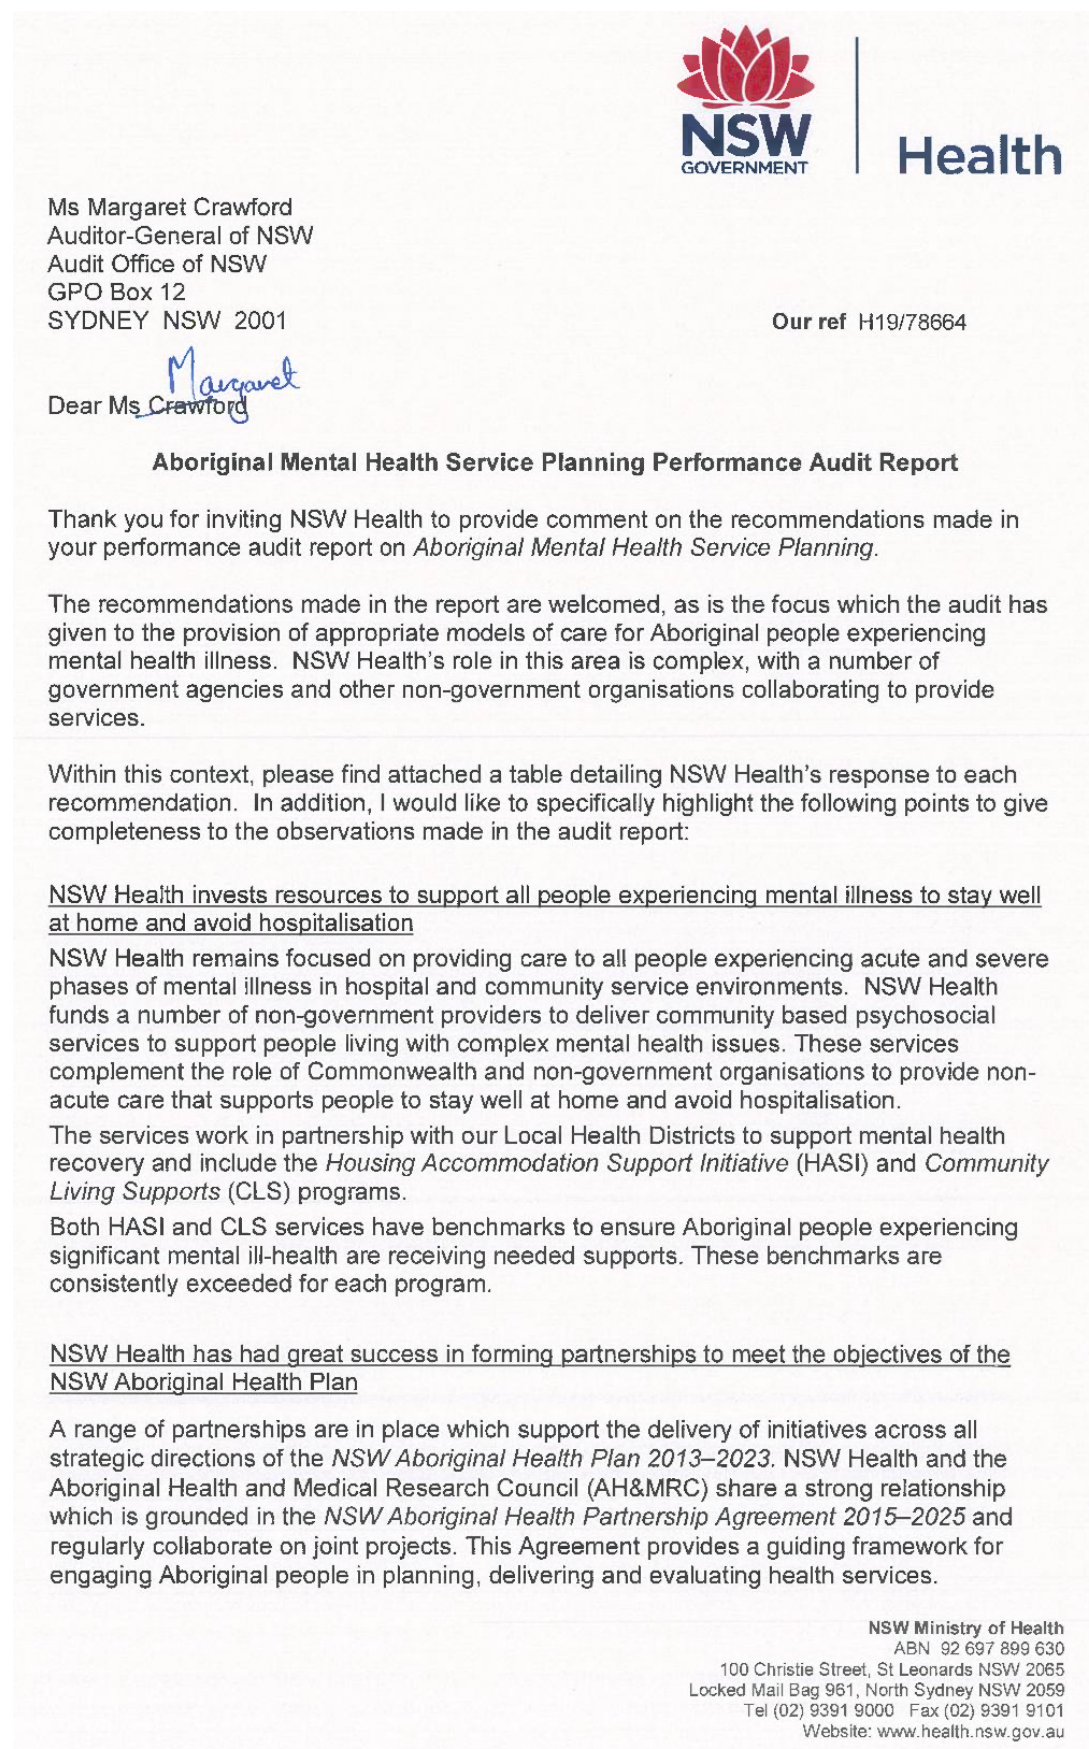 NSW
GOVERNMENT
Health
Ms Margaret Crawford
Auditor-General of NSW
Audit Office of NSW
GPO Box 12
SYDNEY NSW 2001
Our ref H19/78664
Margaret
Dear Ms Crawford
Aboriginal Mental Health Service Planning Performance Audit Report
Thank you for inviting NSW Health to provide comment on the recommendations made in
your performance audit report on Aboriginal Mental Health Service Planning.
The recommendations made in the report are welcomed, as is the focus which the audit has
given to the provision of appropriate models of care for Aboriginal people experiencing
mental health illness. NSW Health's role in this area is complex, with a number of
government agencies and other non-government organisations collaborating to provide
services.
Within this context, please find attached a table detailing NSW Health's response to each
recommendation. In addition, I would like to specifically highlight the following points to give
completeness to the observations made in the audit report:
NSW Health invests resources to support all people experiencing mental illness to stay well
at home and avoid hospitalisation
NSW Health remains focused on providing care to all people experiencing acute and severe
phases of mental illness in hospital and community service environments. NSW Health
funds a number of non-government providers to deliver community based psychosocial
services to support people living with complex mental health issues. These services
complement the role of Commonwealth and non-government organisations to provide non-
acute care that supports people to stay well at home and avoid hospitalisation.
The services work in partnership with our Local Health Districts to support mental health
recovery and include the Housing Accommodation Support Initiative (HASI) and Community
Living Supports (CLS) programs.
Both HASI and CLS services have benchmarks to ensure Aboriginal people experiencing
significant mental ill-health are receiving needed supports. These benchmarks are
consistently exceeded for each program.
NSW Health has had great success in forming partnerships to meet the objectives of the
NSW Aboriginal Health Plan
A range of partnerships are in place which support the delivery of initiatives across all
strategic directions of the NSW Aboriginal Health Plan 2013–2023. NSW Health and the
Aboriginal Health and Medical Research Council (AH&MRC) share a strong relationship
which is grounded in the NSW Aboriginal Health Partnership Agreement 2015–2025 and
regularly collaborate on joint projects. This Agreement provides a guiding framework for
engaging Aboriginal people in planning, delivering and evaluating health services.
NSW Ministry of Health
ABN 92 697 899 630
100 Christie Street, St Leonards NSW 2065
Locked Mail Bag 961, North Sydney NSW 2059
Tel (02) 9391 9000 Fax (02) 9391 9101
Website: www.health.nsw.gov.au